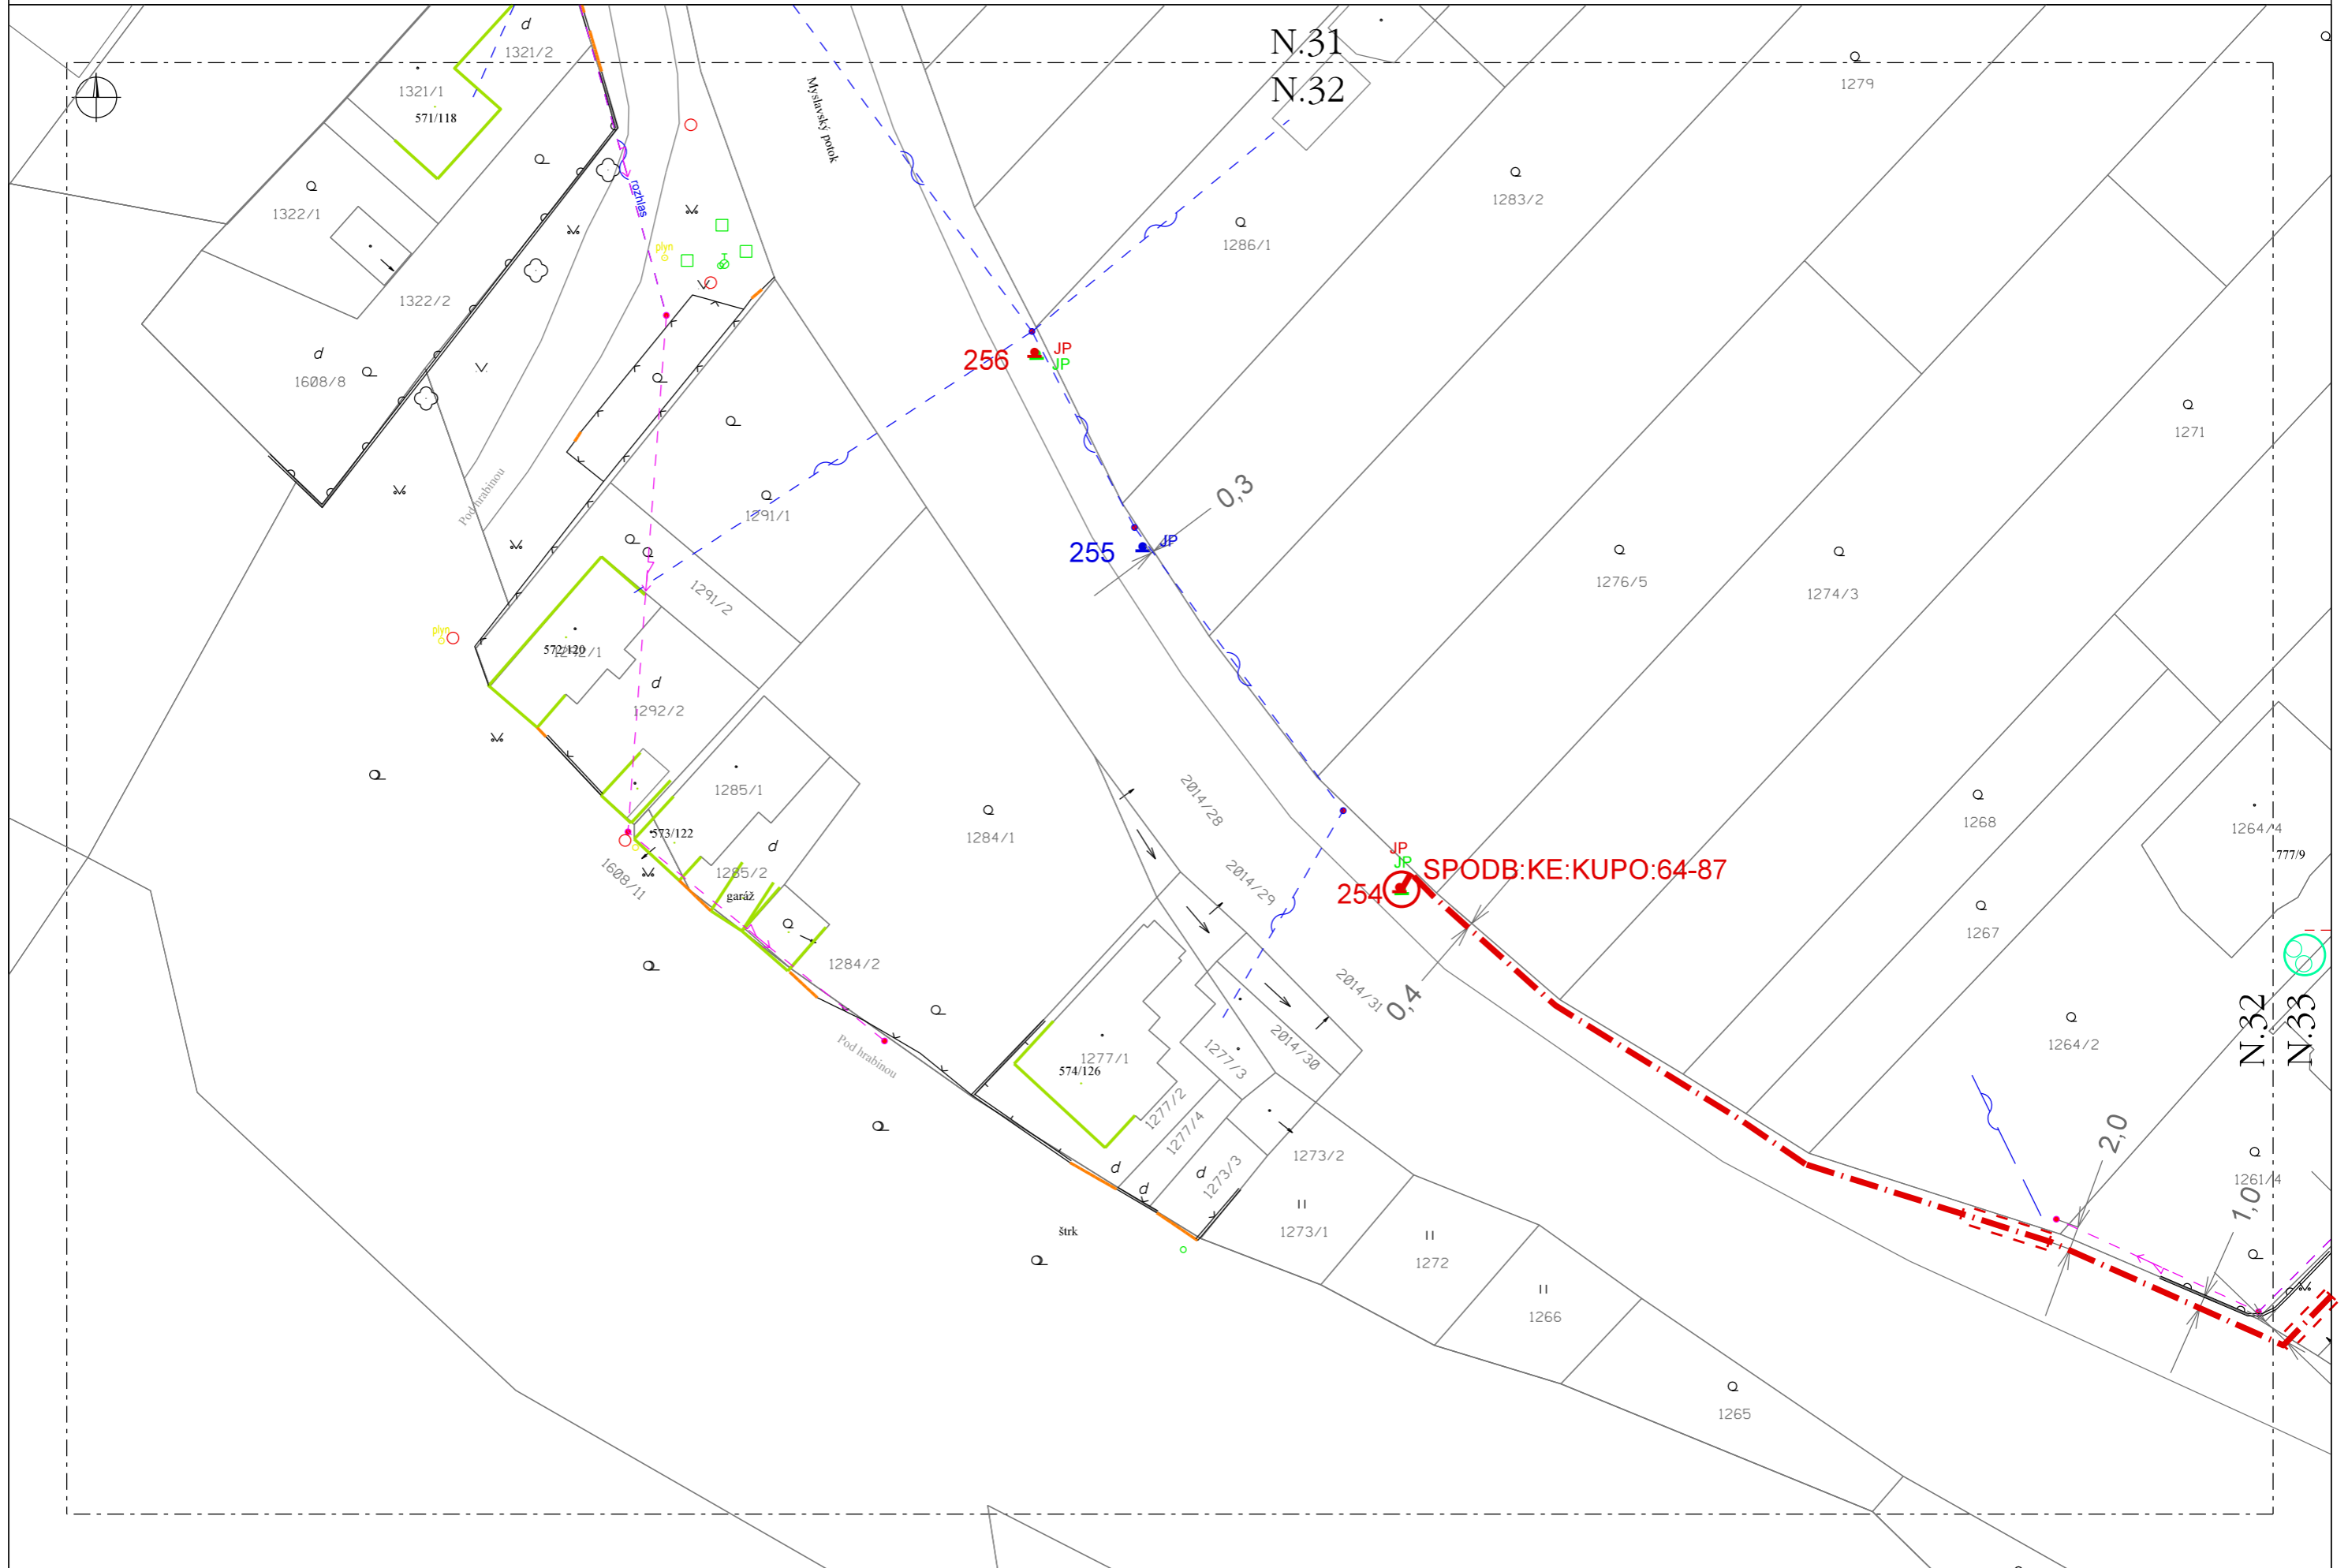 N.31
N.32
d
1321/2
1321/1
571/118
1279
Myslavský potok
1322/1
rozhlas
1283/2
plyn
1286/1
1322/2
JP
256
JP
d
1608/8
1271
Pod hrabinou
0,3
1291/1
255
JP
1276/5
1274/3
1291/2
plyn
572/120
1292/1
d
1292/2
1285/1
2014/28
1268
1264/4
573/122
d
1284/1
777/9
1608/11
1285/2
JP
JP
SPODB:KE:KUPO:64-87
254
garáž
2014/29
1267
1284/2
2014/31
0,4
N.32
N.33
Pod hrabinou
1277/1
574/126
1277/3
2014/30
1264/2
1277/2
1277/4
2,0
d
d
d
1273/3
1273/2
1261/4
1,0
štrk
1273/1
1272
1266
1265